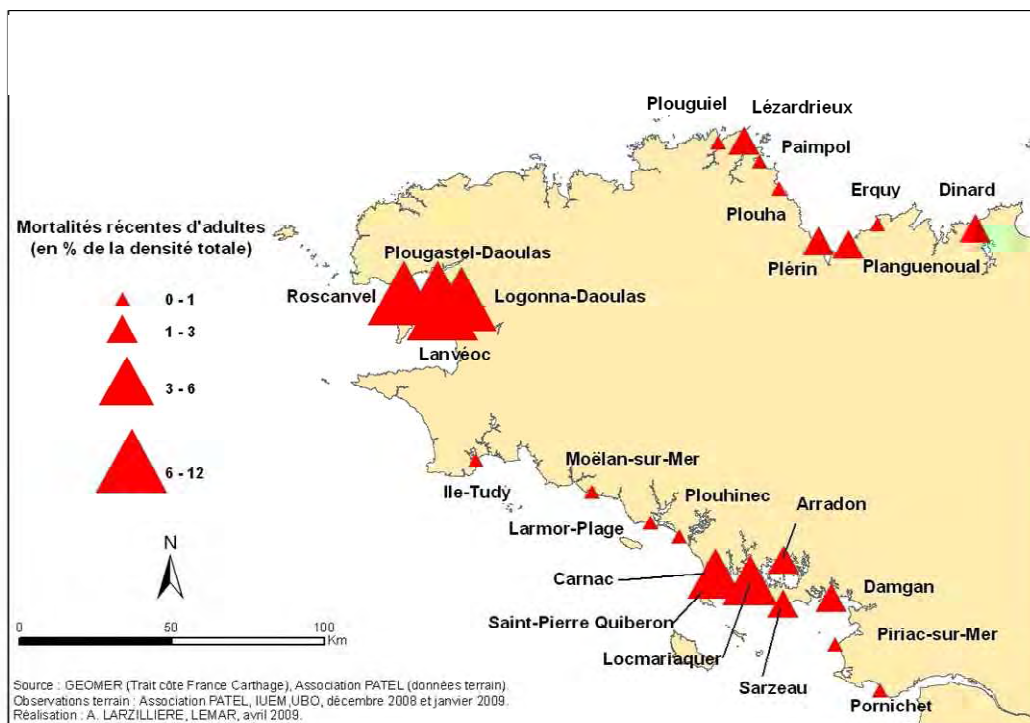 Plouguiel
Lézardrieux
Paimpol
Plouha
Erquy
Dinard
Plérin
Planguenoual
Mortalités récentes d'adultes
(en % de la densité totale)
0 - 1
1 - 3
3 - 6
6 - 12
Plougastel-Daoulas
Roscanvel
Logonna-Daoulas
Lanvéoc
Ile-Tudy
Moëlan-sur-Mer
Larmor-Plage
Plouhinec
Arradon
Carnac
Damgan
Saint-Pierre Quiberon
Piriac-sur-Mer
Locmariaquer
Sarzeau
Pornichet
N
0 50 100
Km
Source : GEOMER (Trait côte France Carthage), Association PATEL (données terrain).
Observations terrain : Association PATEL, IUEM,UBO, décembre 2008 et janvier 2009.
Réalisation : A. LARZILLIERE, LEMAR, avril 2009.